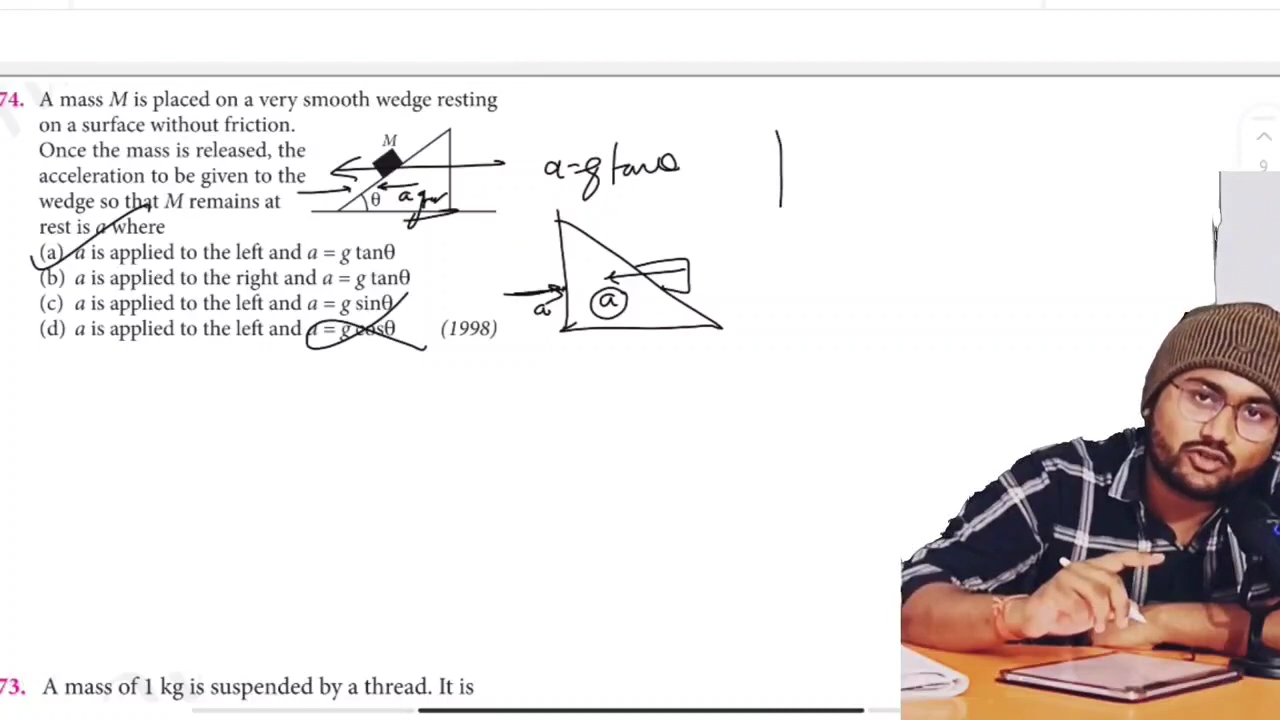 74. A mass M is placed on a very smooth wedge resting
on a surface without friction.
Once the mass is released, the
acceleration to be given to the
wedge so that M remains at
rest is a where
M
θ
a
(a) a is applied to the left and a = g tanθ
(b) a is applied to the right and a = g tanθ
(c) a is applied to the left and a = g sinθ
(d) a is applied to the left and a = g cosθ (1998)
a=g tanθ
a
a
9
73. A mass of 1 kg is suspended by a thread. It is